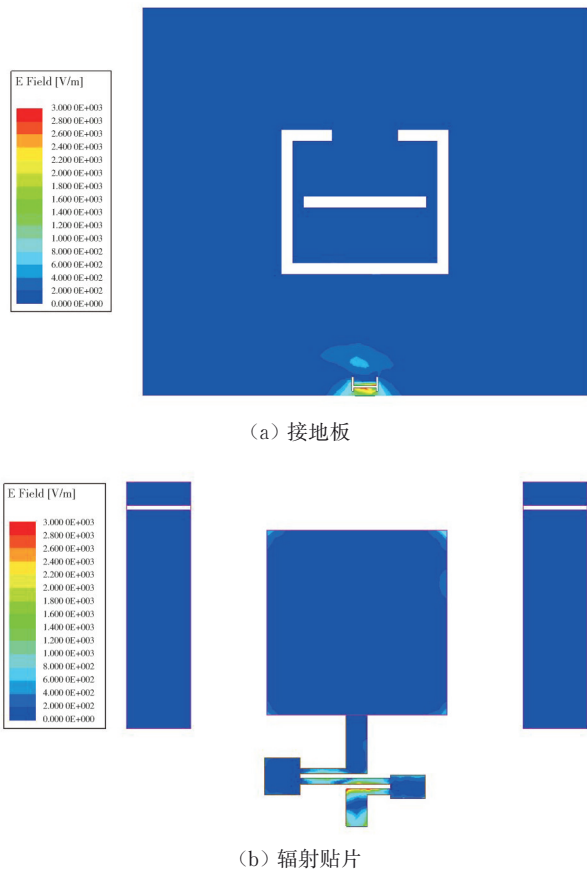 E Field [V/m]
3.000 0E+003
2.800 0E+003
2.600 0E+003
2.400 0E+003
2.200 0E+003
2.000 0E+003
1.800 0E+003
1.600 0E+003
1.400 0E+003
1.200 0E+003
1.000 0E+003
8.000 0E+002
6.000 0E+002
4.000 0E+002
2.000 0E+002
0.000 0E+000
（a）接地板
E Field [V/m]
3.000 0E+003
2.800 0E+003
2.600 0E+003
2.400 0E+003
2.200 0E+003
2.000 0E+003
1.800 0E+003
1.600 0E+003
1.400 0E+003
1.200 0E+003
1.000 0E+003
8.000 0E+002
6.000 0E+002
4.000 0E+002
2.000 0E+002
0.000 0E+000
（b）辐射贴片